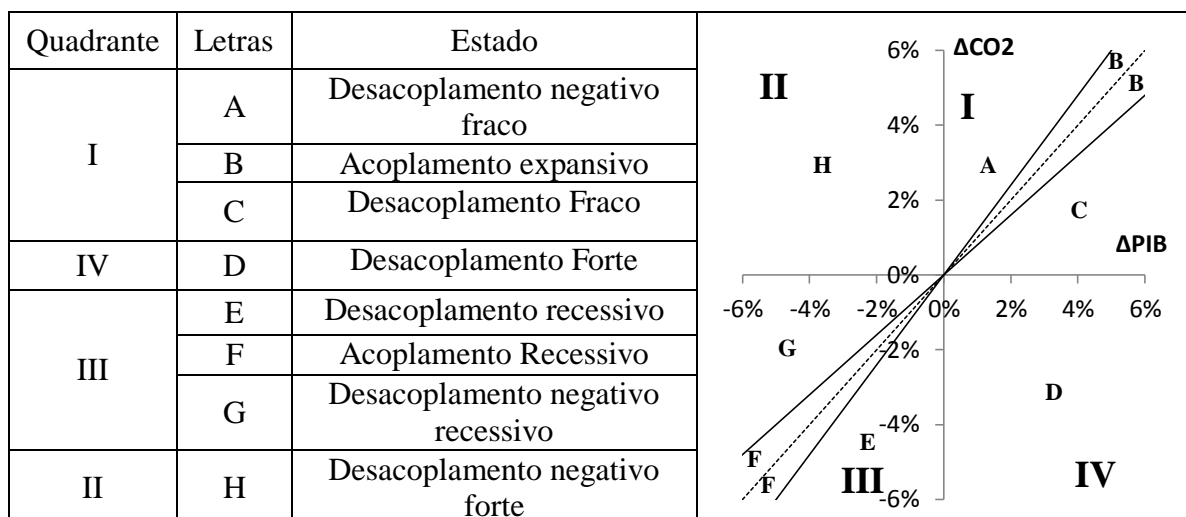 Quadrante Letras Estado
I
A
Desacoplamento negativo
fraco
B
Acoplamento expansivo
C
Desacoplamento Fraco
IV
D
Desacoplamento Forte
III
E
Desacoplamento recessivo
F
Acoplamento Recessivo
G
Desacoplamento negativo
recessivo
II
H
Desacoplamento negativo
forte
6% ΔCO2 B
II I B
4%
H A
2%
C
ΔPIB
0%
-6% -4% -2% 0% 2% 4% 6%
G -2%
D
-4%
E
F
F III IV
-6%